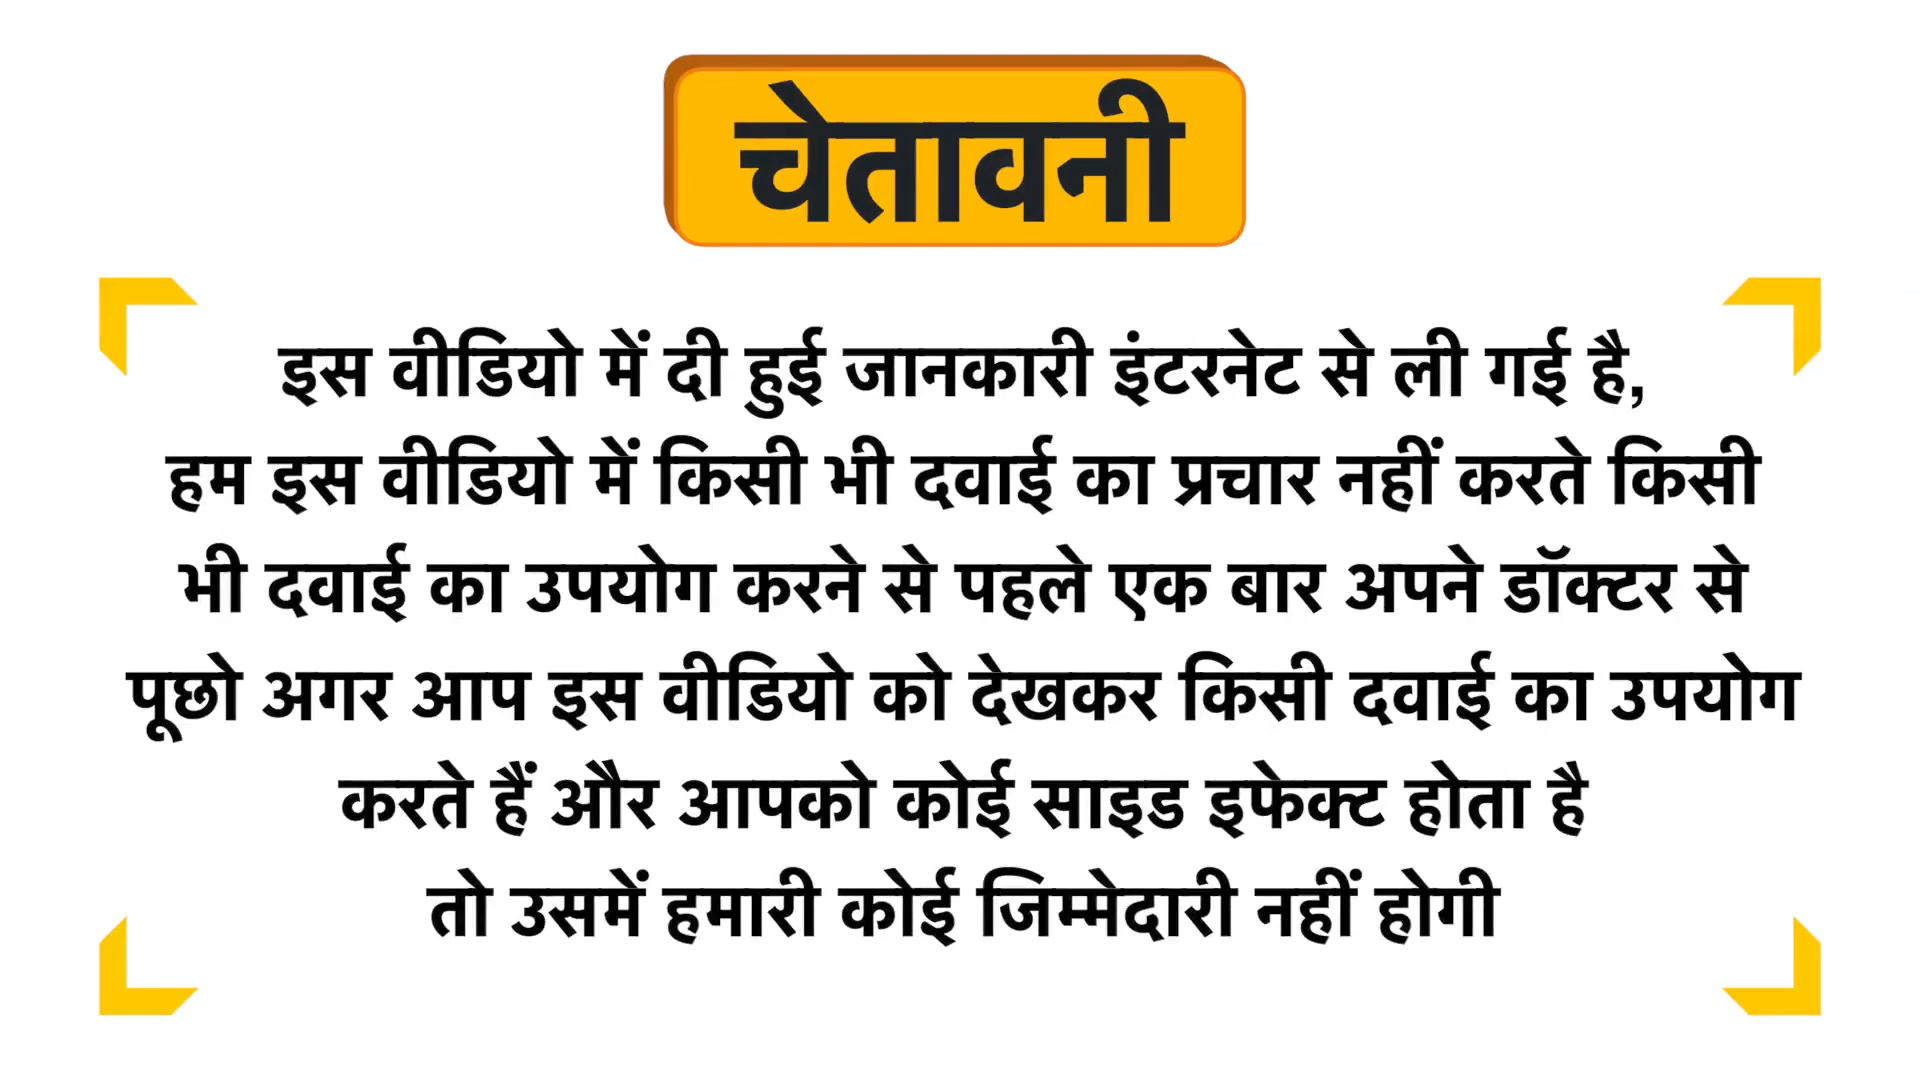 चेतावनी
इस वीडियो में दी हुई जानकारी इंटरनेट से ली गई है,
हम इस वीडियो में किसी भी दवाई का प्रचार नहीं करते किसी
भी दवाई का उपयोग करने से पहले एक बार अपने डॉक्टर से
पूछो अगर आप इस वीडियो को देखकर किसी दवाई का उपयोग
करते हैं और आपको कोई साइड इफेक्ट होता है
तो उसमें हमारी कोई जिम्मेदारी नहीं होगी